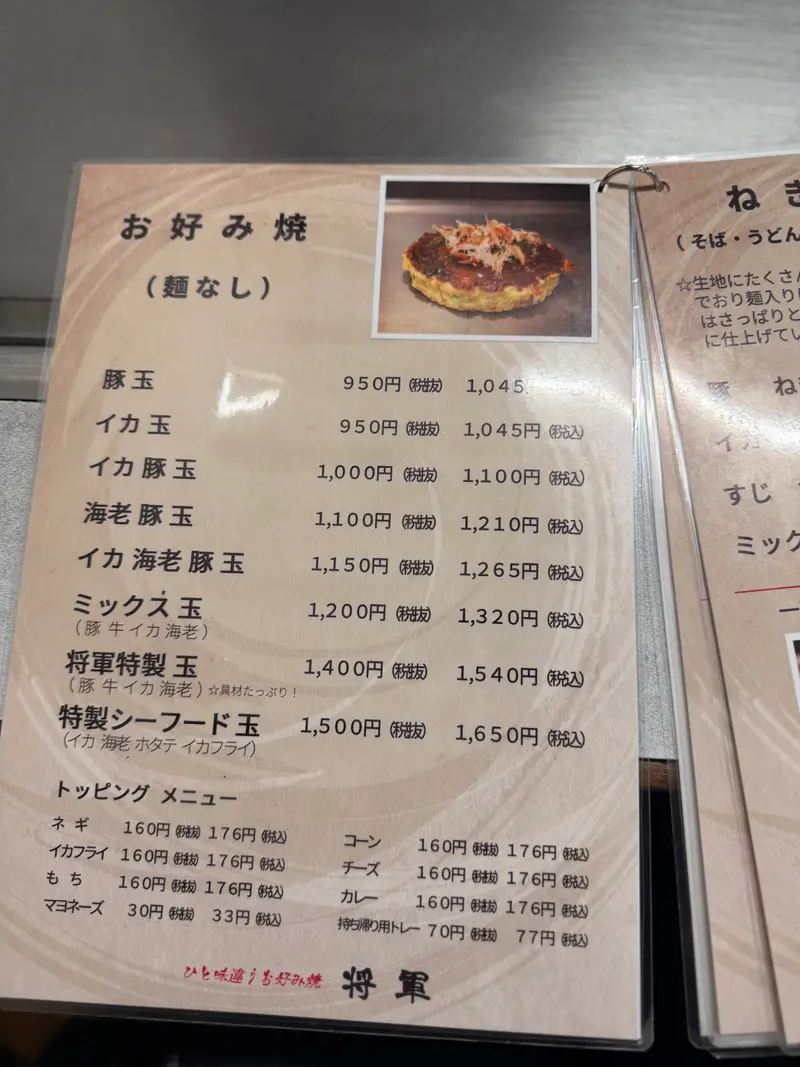 お好み焼
（麺なし）
豚玉 950円（税抜） 1,045
イカ玉 950円（税抜） 1,045円（税込）
イカ豚玉 1,000円（税抜） 1,100円（税込）
海老豚玉 1,100円（税抜） 1,210円（税込）
イカ海老豚玉 1,150円（税抜） 1,265円（税込）
ミックス玉 1,200円（税抜） 1,320円（税込）
（豚 牛 イカ 海老）
将軍特製玉 1,400円（税抜） 1,540円（税込）
（豚 牛 イカ 海老）☆具材たっぷり！
特製シーフード玉 1,500円（税抜） 1,650円（税込）
（イカ 海老 ホタテ イカフライ）
トッピング メニュー
ネギ 160円（税抜） 176円（税込）
イカフライ 160円（税抜） 176円（税込）
もち 160円（税抜） 176円（税込）
マヨネーズ 30円（税抜） 33円（税込）
コーン 160円（税抜） 176円（税込）
チーズ 160円（税抜） 176円（税込）
カレー 160円（税抜） 176円（税込）
持ち帰り用トレー 70円（税抜） 77円（税込）
ひと味違うお好み焼 将軍
ねき
（そば・うどん
☆生地にたくさん
でおり麺入り
はさっぱりと
に仕上げてい
豚 ねき
イカ
すじ
ミック